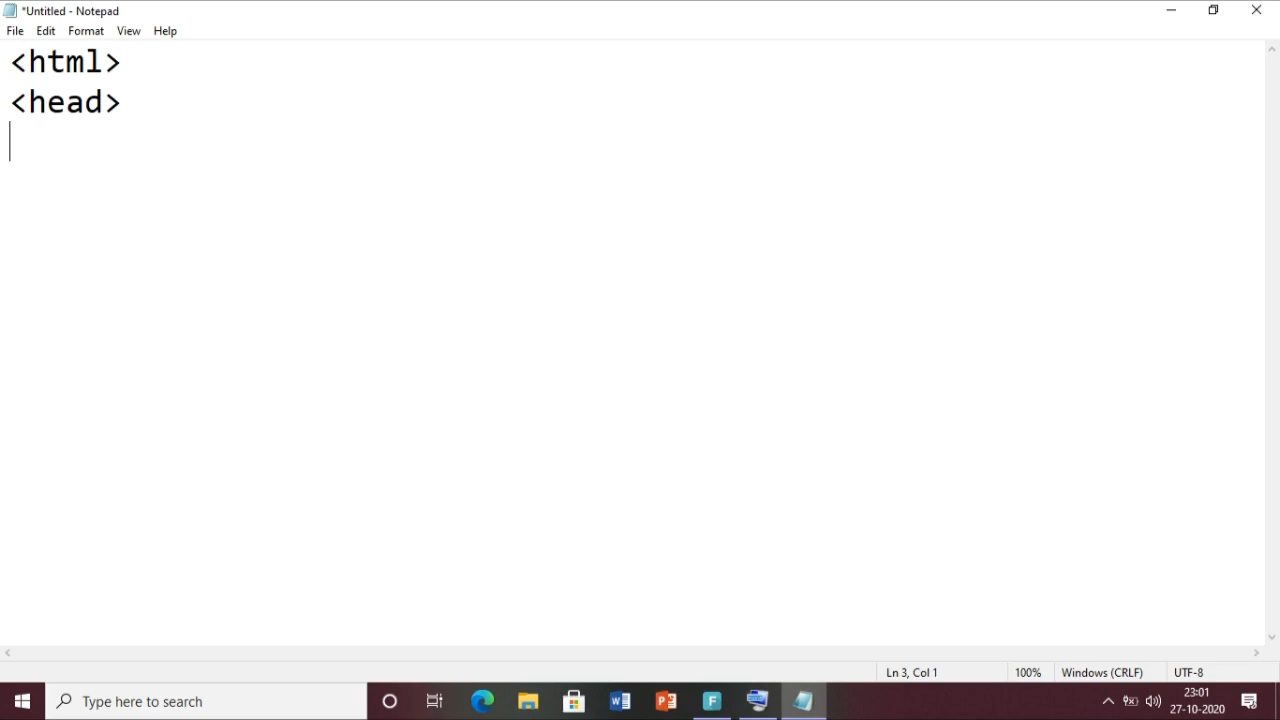 *Untitled - Notepad
File Edit Format View Help
<html>
<head>
Ln 3, Col 1 100% Windows (CRLF) UTF-8
Type here to search
23:01
27-10-2020